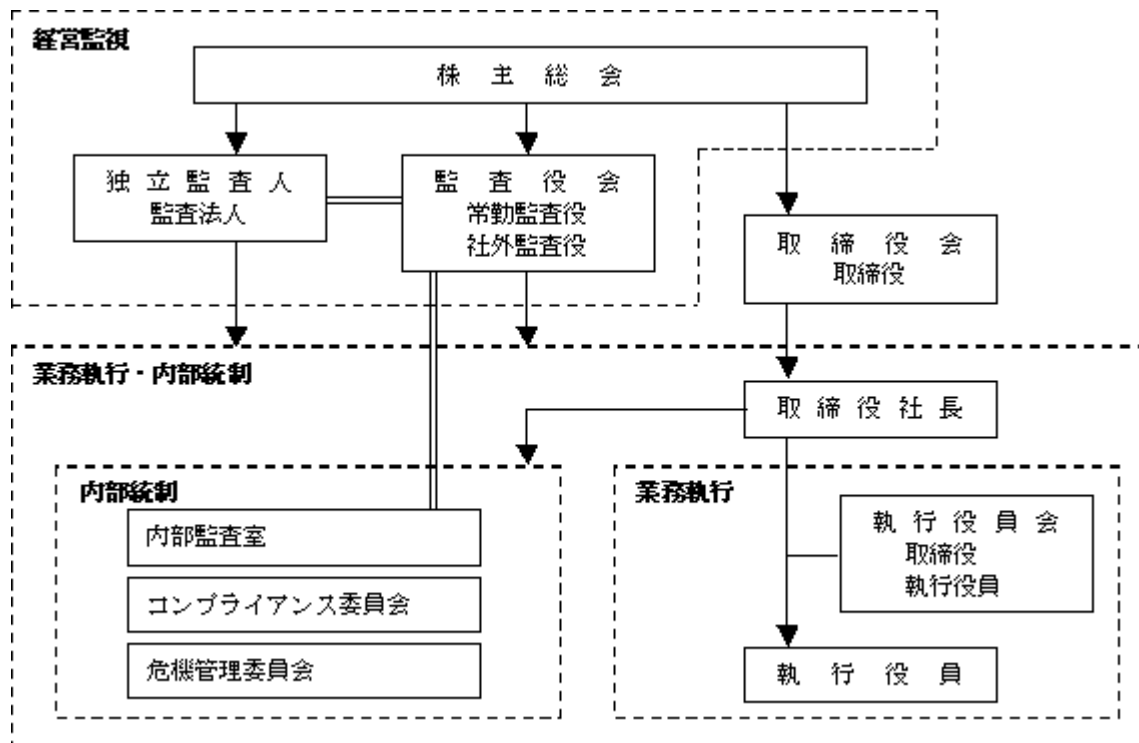 経営監視
株主総会
独立監査人
監査法人
監査役会
常勤監査役
社外監査役
取締役会
取締役
業務執行・内部統制
取締役社長
内部統制
内部監査室
コンプライアンス委員会
危機管理委員会
業務執行
執行役員会
取締役
執行役員
執行役員